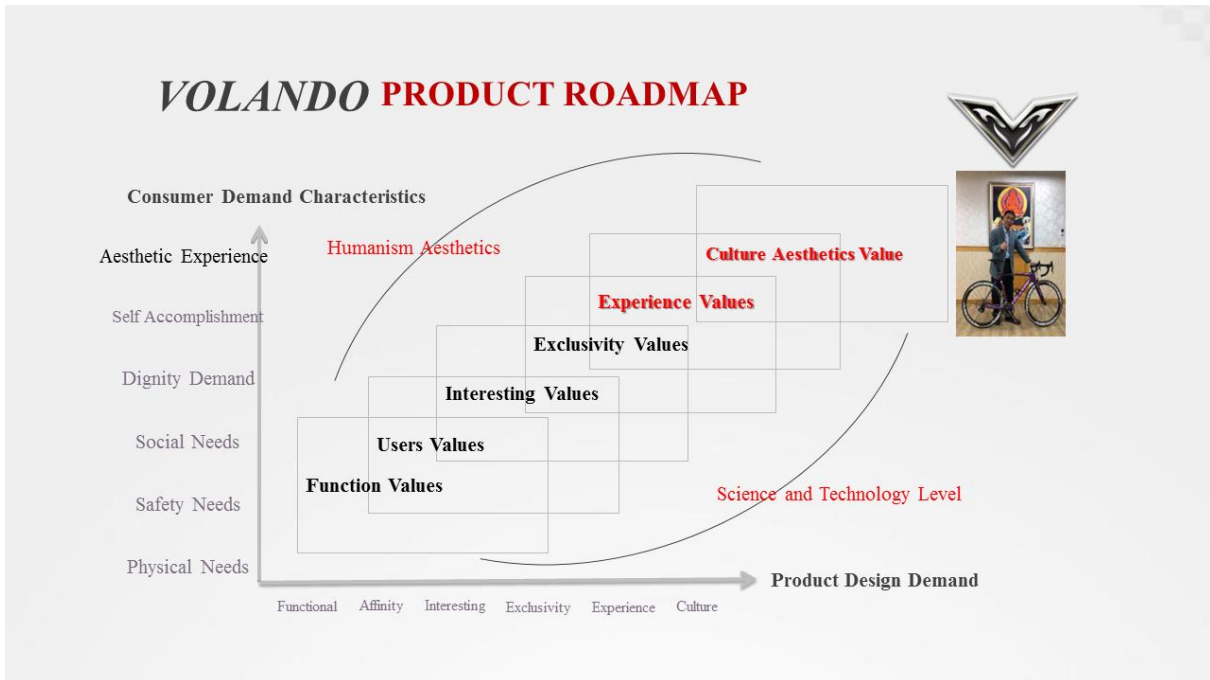 VOLANDO PRODUCT ROADMAP
Consumer Demand Characteristics
Aesthetic Experience
Humanism Aesthetics
Culture Aesthetics Value
Self Accomplishment
Experience Values
Exclusivity Values
Dignity Demand
Interesting Values
Social Needs
Users Values
Function Values
Safety Needs
Science and Technology Level
Physical Needs
Product Design Demand
Functional Affinity Interesting Exclusivity Experience Culture